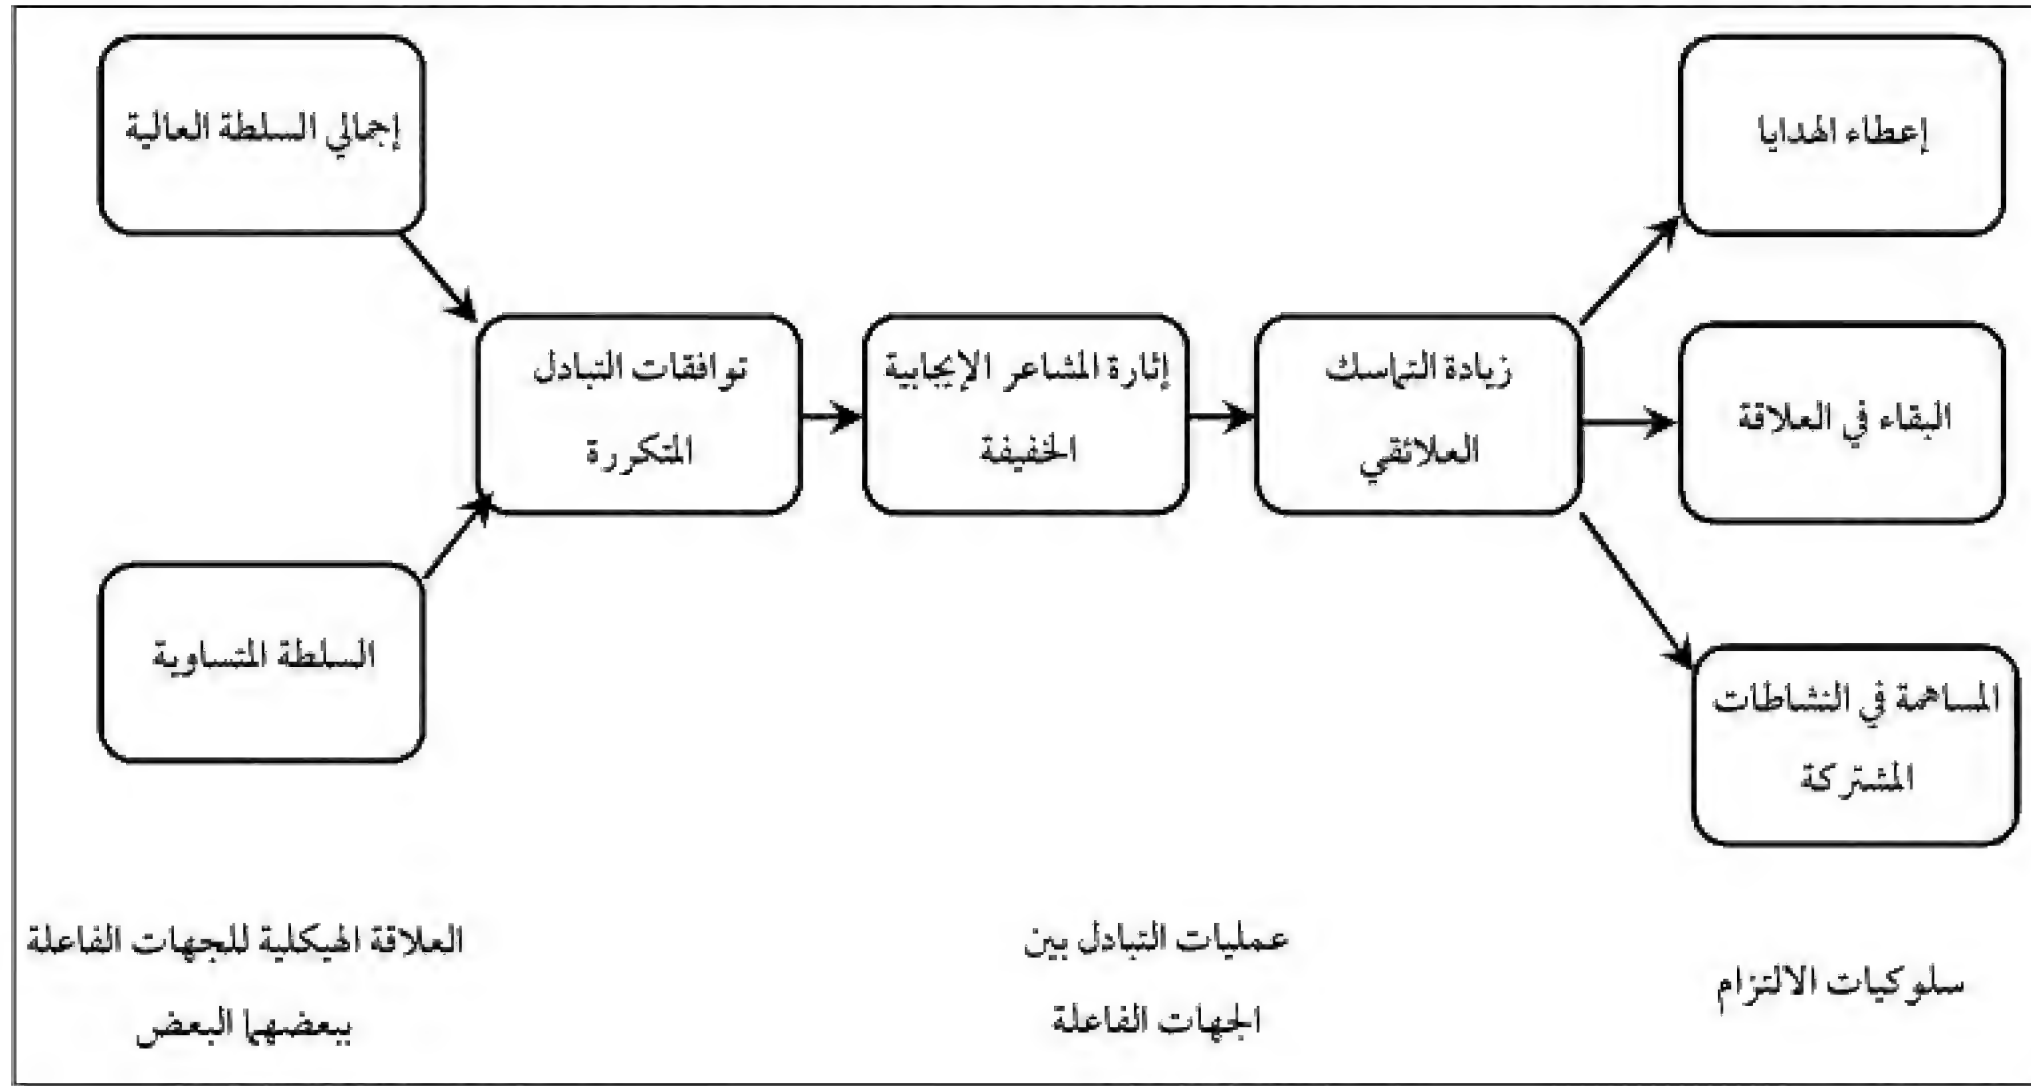 إجمالي السلطة العالية
السلطة المتساوية
توافقات التبادل
المتكررة
إثارة المشاعر الإيجابية
الخفيفة
زيادة التماسك
العلائقي
إعطاء الهدايا
البقاء في العلاقة
المساهمة في النشاطات
المشتركة
العلاقة الهيكلية للجهات الفاعلة
ببعضهما البعض
عمليات التبادل بين
الجهات الفاعلة
سلوكيات الالتزام